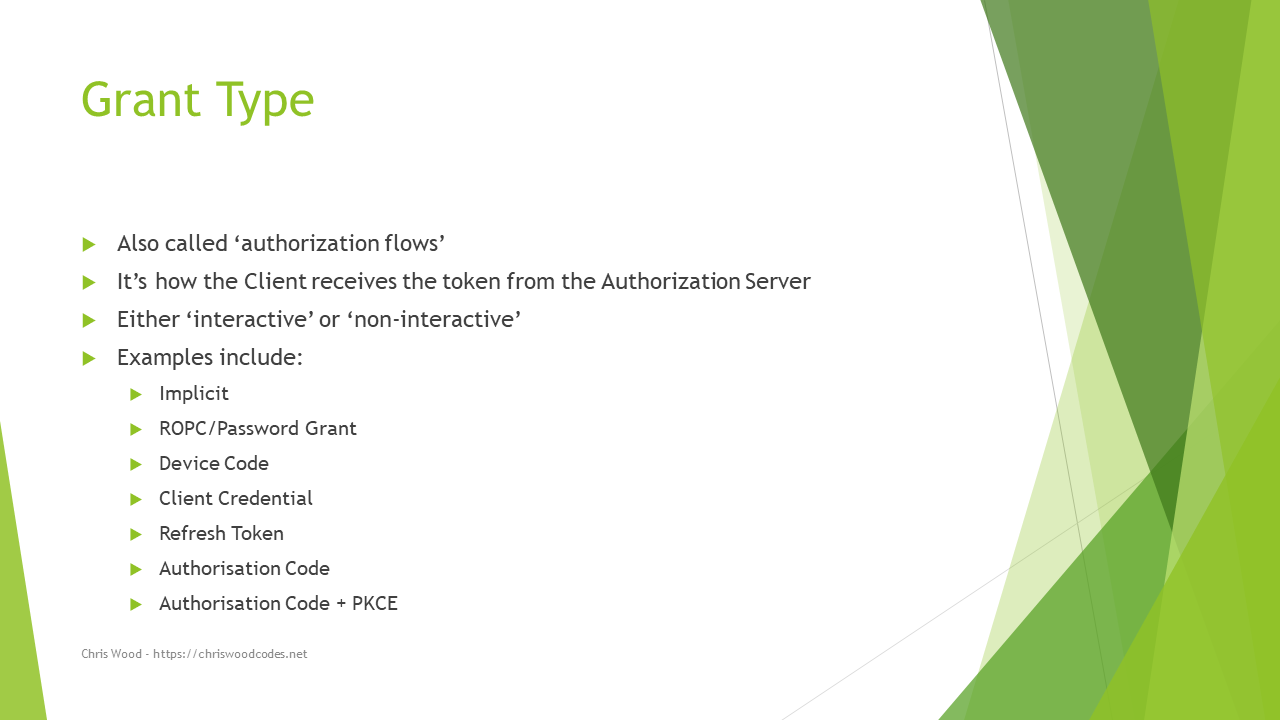 Grant Type
Also called ‘authorization flows’
It’s how the Client receives the token from the Authorization Server
Either ‘interactive’ or ‘non-interactive’
Examples include:
Implicit
ROPC/Password Grant
Device Code
Client Credential
Refresh Token
Authorisation Code
Authorisation Code + PKCE
Chris Wood - https://chriswoodcodes.net